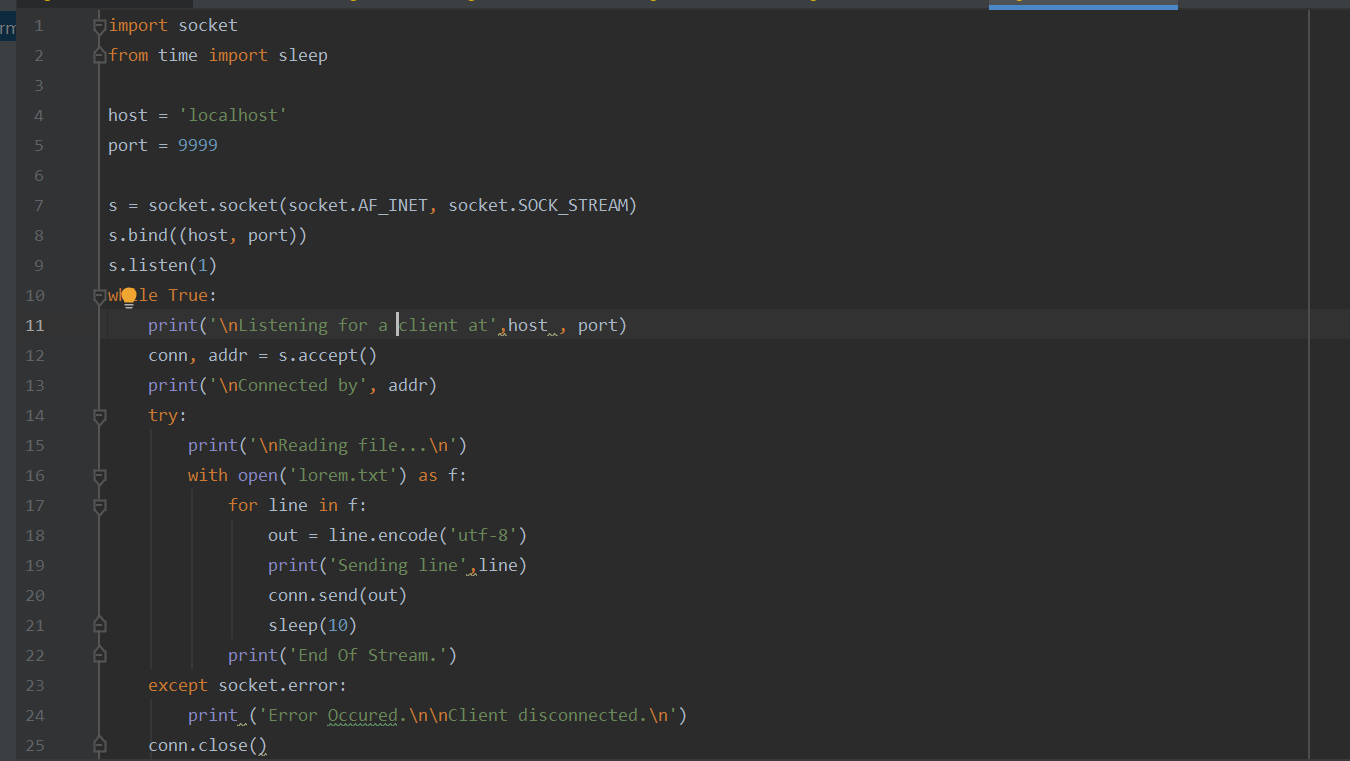 rm
1 import socket
2 from time import sleep
3
4 host = 'localhost'
5 port = 9999
6
7 s = socket.socket(socket.AF_INET, socket.SOCK_STREAM)
8 s.bind((host, port))
9 s.listen(1)
10 while True:
11     print('\nListening for a client at',host , port)
12     conn, addr = s.accept()
13     print('\nConnected by', addr)
14     try:
15         print('\nReading file...\n')
16         with open('lorem.txt') as f:
17             for line in f:
18                 out = line.encode('utf-8')
19                 print('Sending line',line)
20                 conn.send(out)
21                 sleep(10)
22             print('End Of Stream.')
23     except socket.error:
24         print ('Error Occured.\n\nClient disconnected.\n')
25     conn.close()